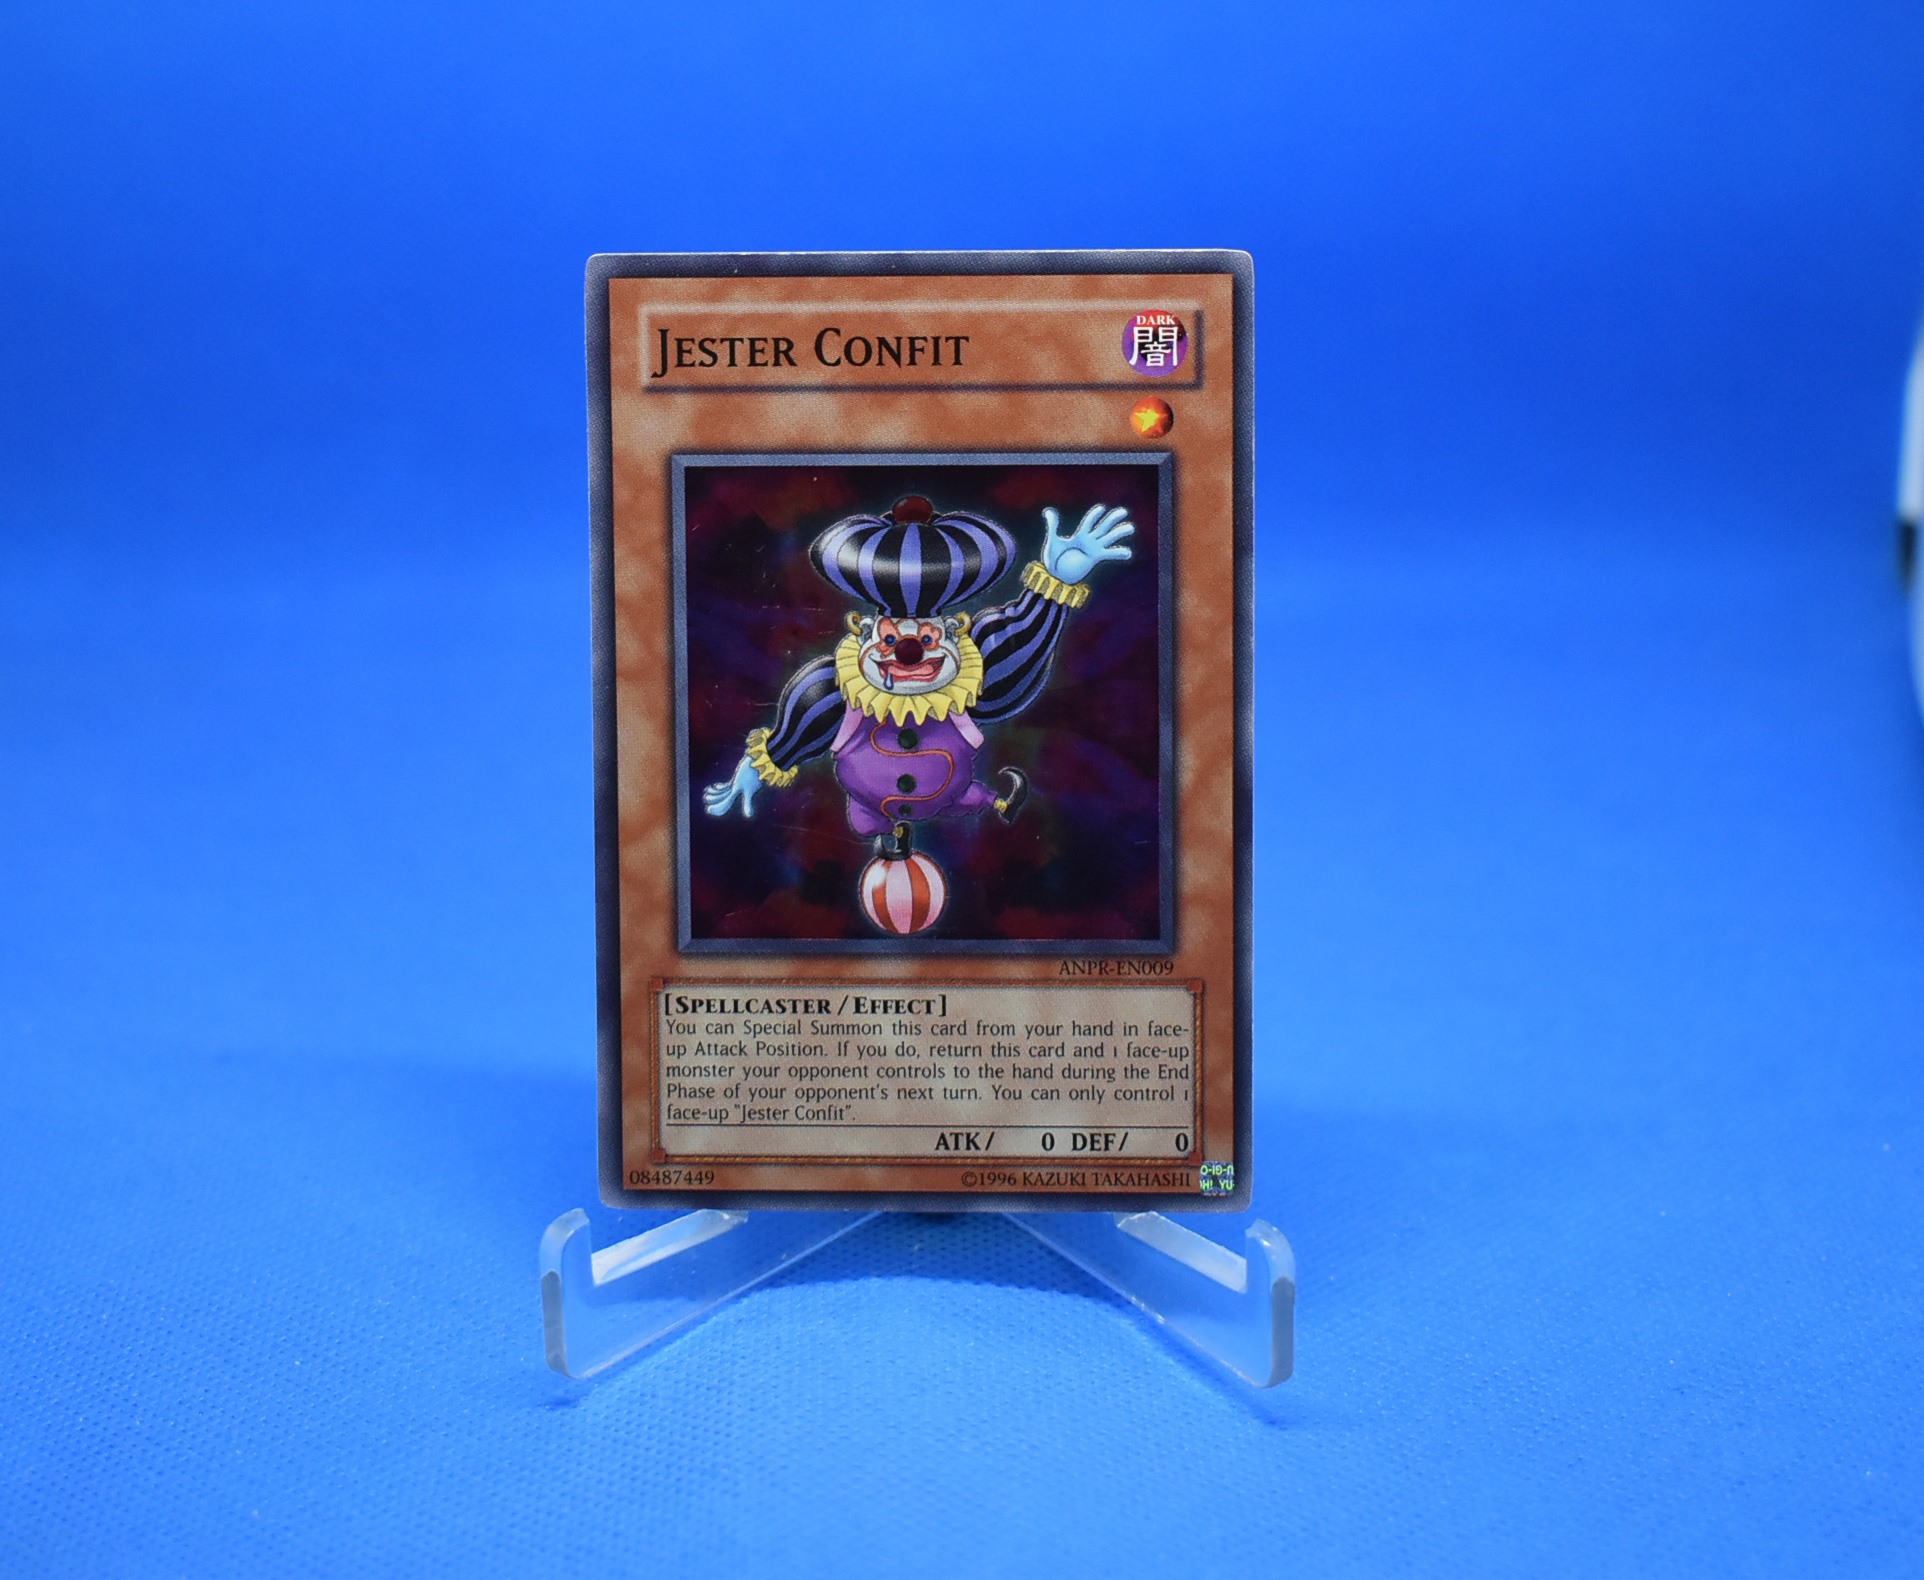 JESTER CONFIT
DARK
闇
ANPR-EN009
[SPELLCASTER / EFFECT]
You can Special Summon this card from your hand in face-
up Attack Position. If you do, return this card and 1 face-up
monster your opponent controls to the hand during the End
Phase of your opponent's next turn. You can only control 1
face-up "Jester Confit".
ATK/ 0 DEF/ 0
08487449 ©1996 KAZUKI TAKAHASHI